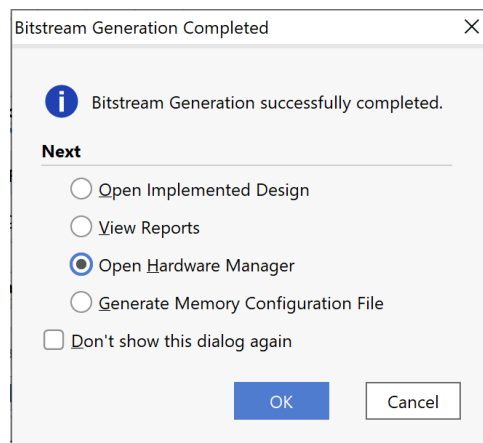 Bitstream Generation Completed
Bitstream Generation successfully completed.
Next
Open Implemented Design
View Reports
Open Hardware Manager
Generate Memory Configuration File
Don't show this dialog again
OK
Cancel